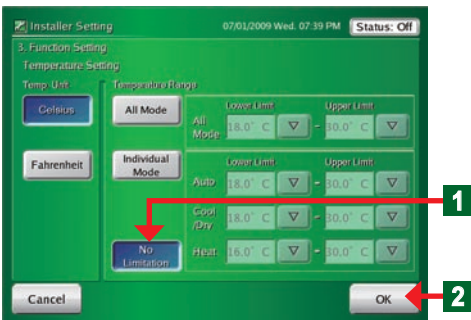 Installer Setting 07/01/2009 Wed. 07:39 PM Status: Off
3. Function Setting
Temperature Setting
Temp. Unit Temperature Range
Celsius All Mode Lower Limit Upper Limit
All Mode 18.0° C ▽ - 30.0° C ▽
Fahrenheit Individual Mode Lower Limit Upper Limit
Auto 18.0° C ▽ - 30.0° C ▽
1
Cool /Dry 18.0° C ▽ - 30.0° C ▽
No Limitation Heat 16.0° C ▽ - 30.0° C ▽
Cancel OK 2